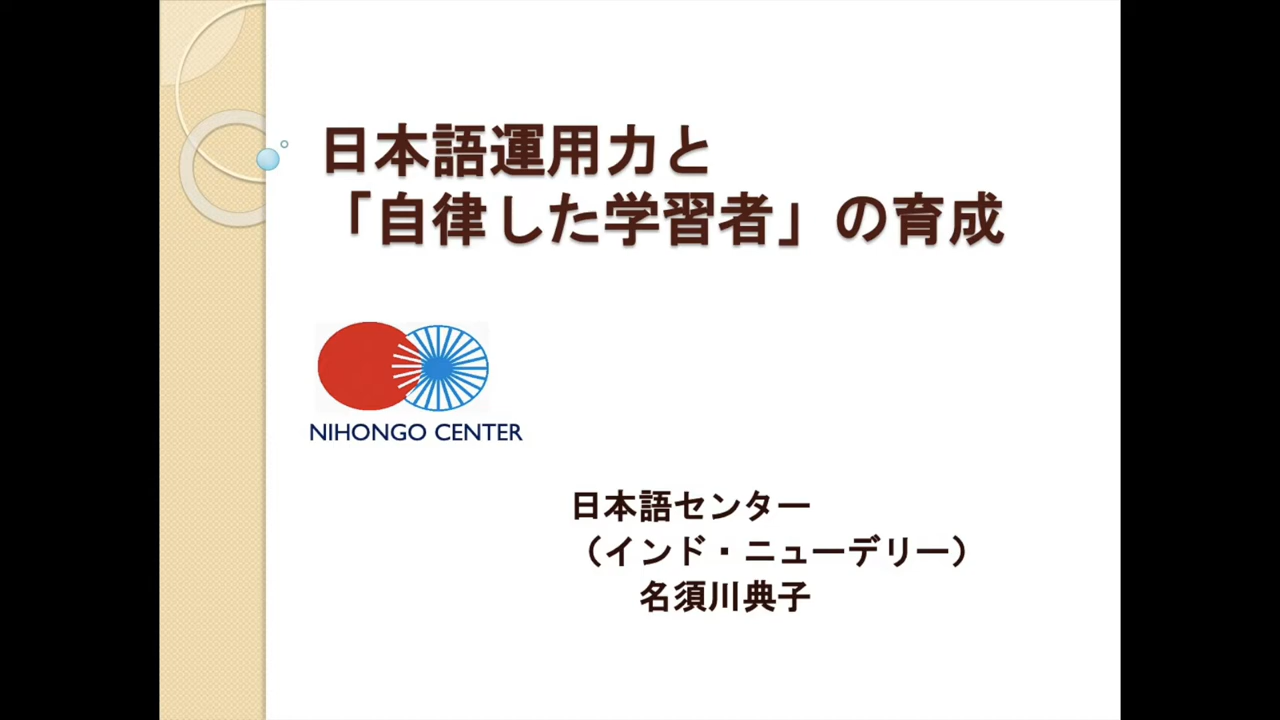 日本語運用力と
「自律した学習者」の育成
NIHONGO CENTER
日本語センター
（インド・ニューデリー）
名須川典子